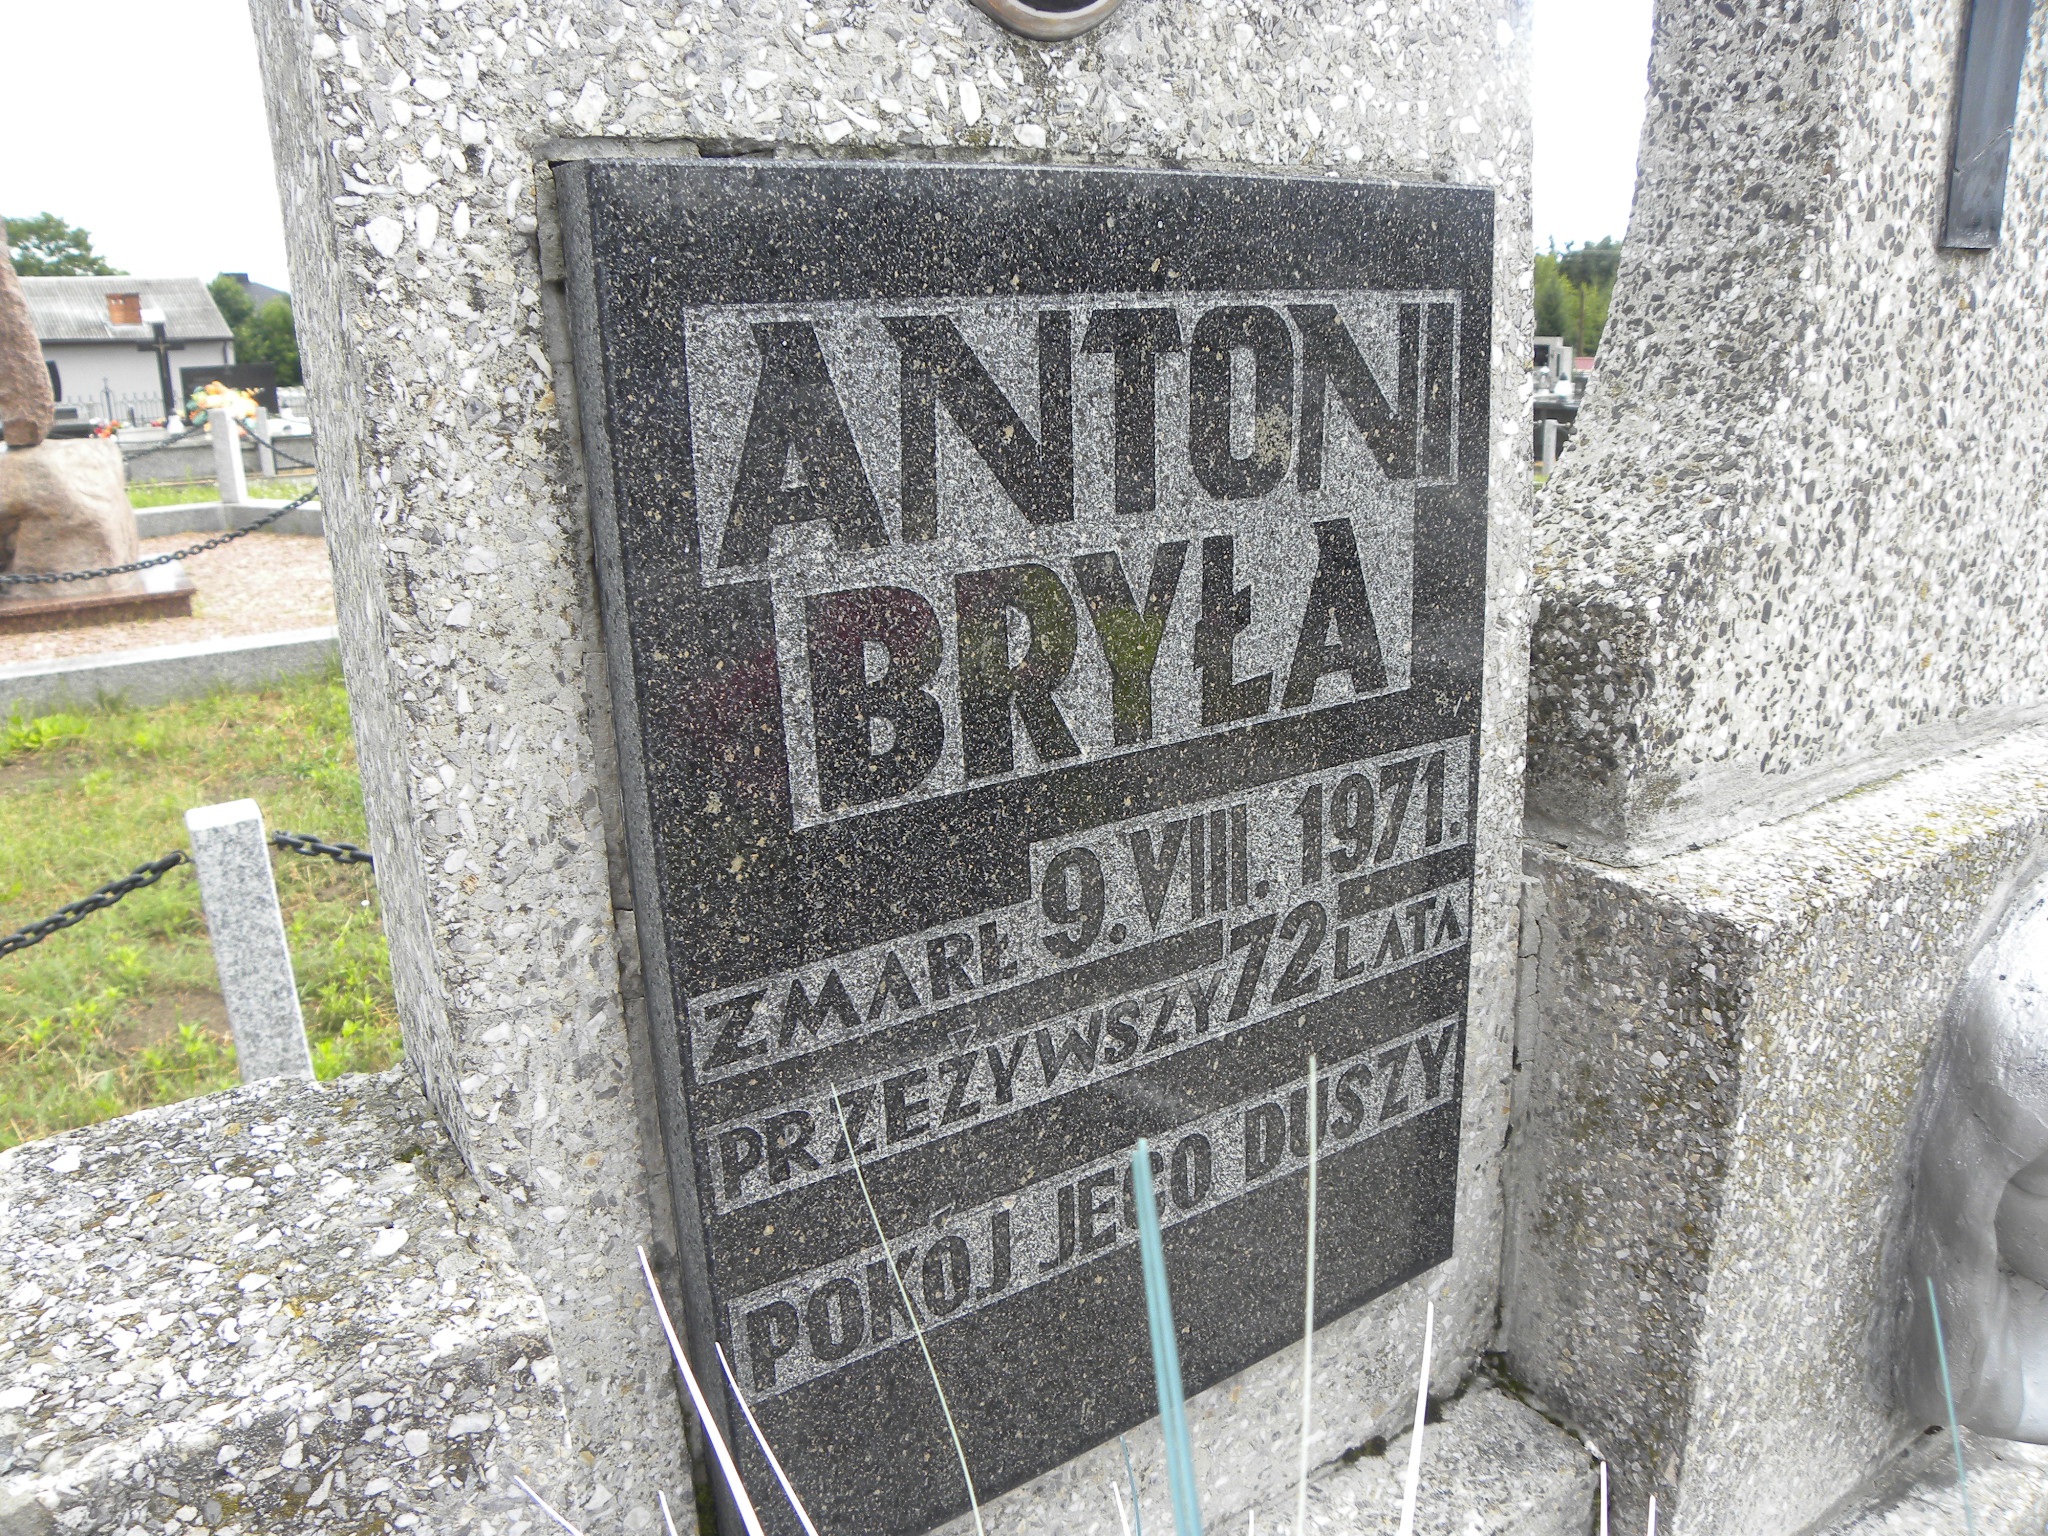 ANTONI
BRYŁA
ZMARŁ 9.VIII.1971.
PRZEŻYWSZY 72 LATA
POKÓJ JEGO DUSZY